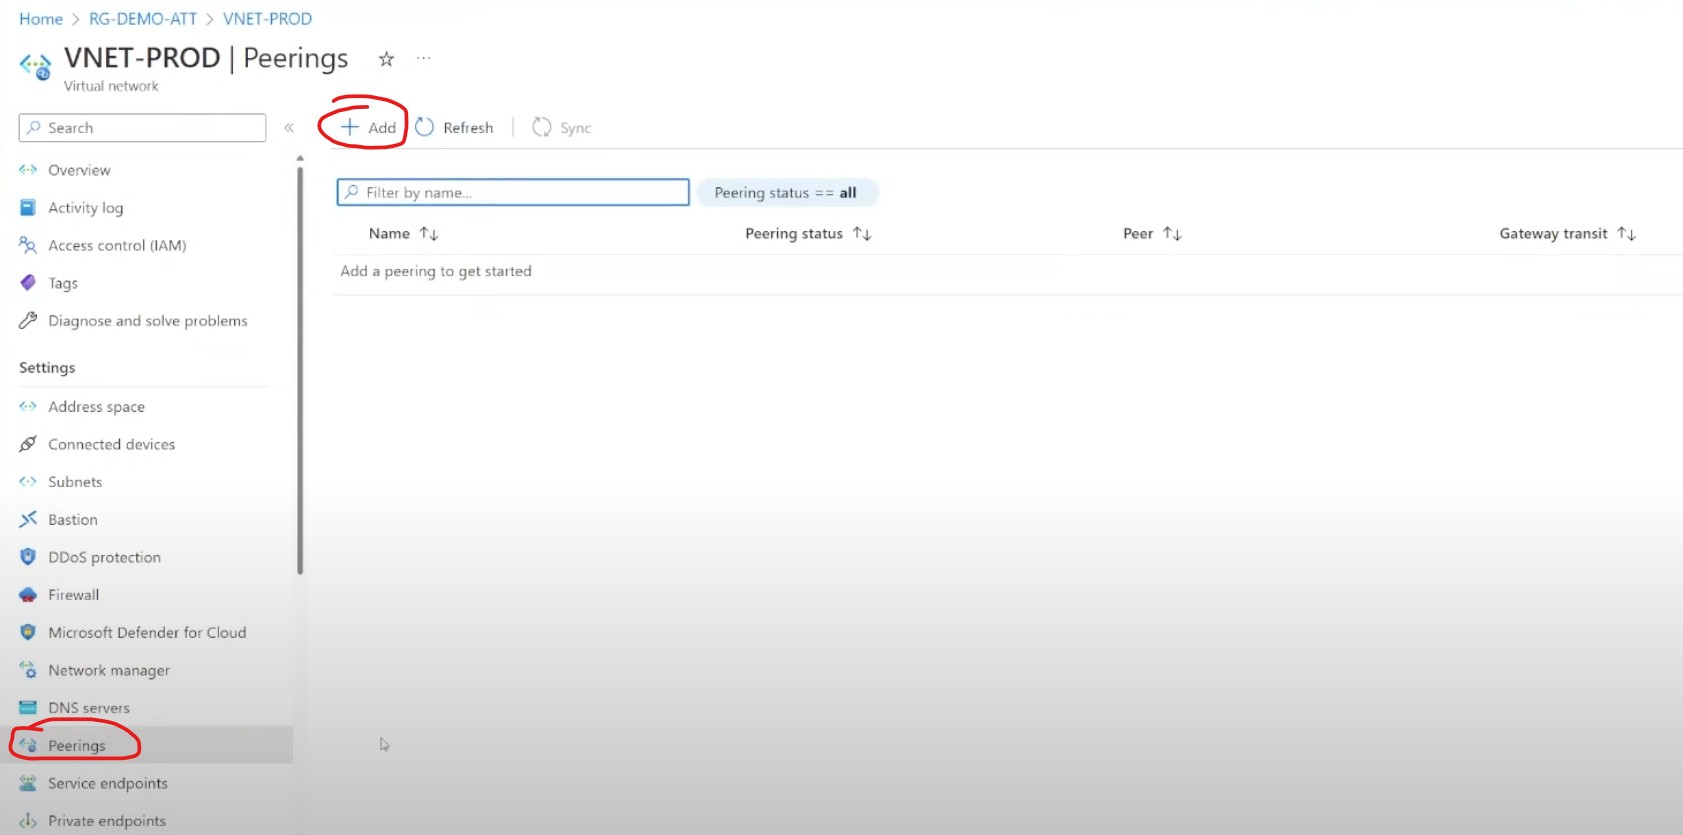 Home > RG-DEMO-ATT > VNET-PROD
VNET-PROD | Peerings
Virtual network
Search
Add Refresh Sync
Overview
Activity log
Access control (IAM)
Tags
Diagnose and solve problems
Settings
Address space
Connected devices
Subnets
Bastion
DDoS protection
Firewall
Microsoft Defender for Cloud
Network manager
DNS servers
Peerings
Service endpoints
Private endpoints
Filter by name... Peering status == all
Name Peering status Peer Gateway transit
Add a peering to get started